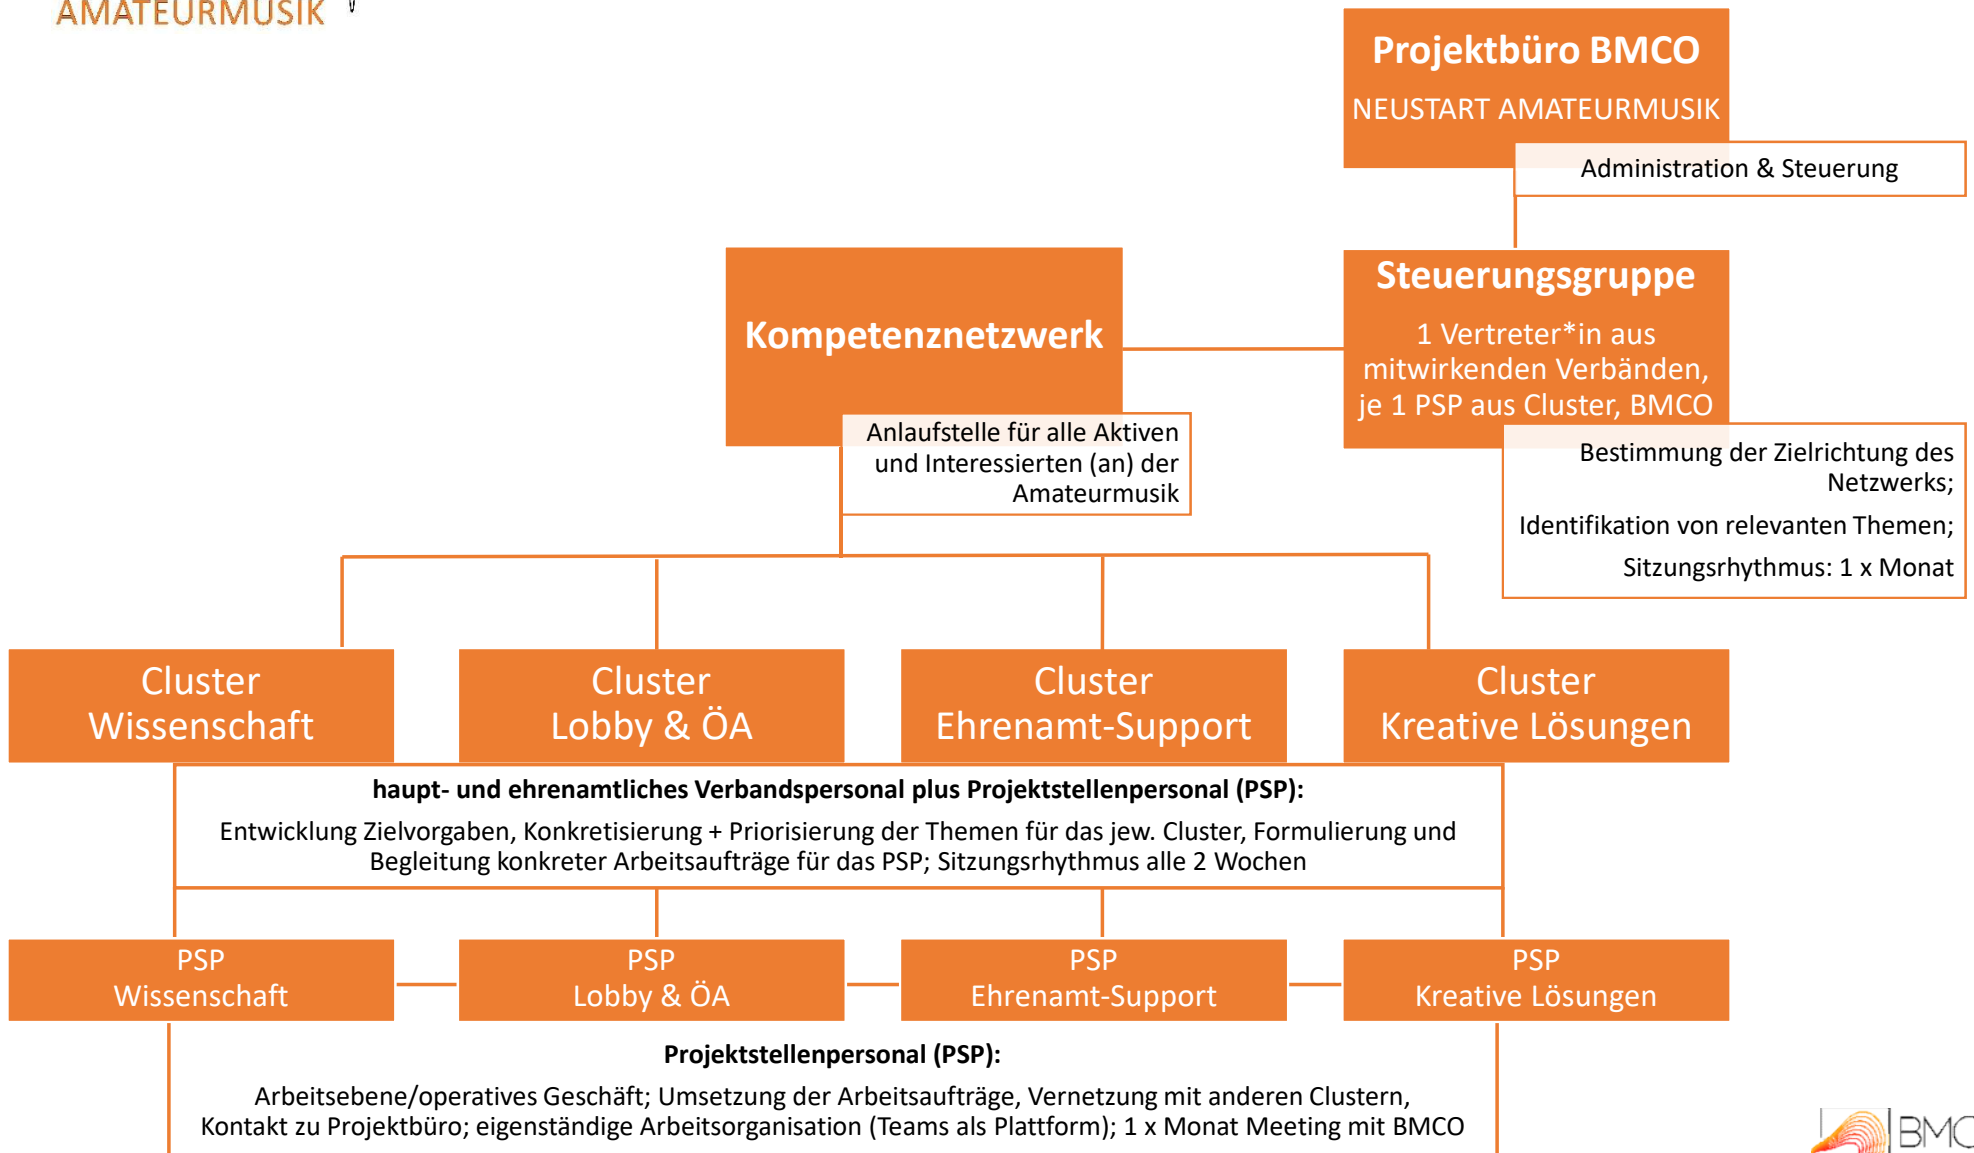 AMATEURMUSIK
Projektbüro BMCO
NEUSTART AMATEURMUSIK
Administration & Steuerung
Kompetenznetzwerk
Anlaufstelle für alle Aktiven
und Interessierten (an) der
Amateurmusik
Steuerungsgruppe
1 Vertreter*in aus
mitwirkenden Verbänden,
je 1 PSP aus Cluster, BMCO
Bestimmung der Zielrichtung des
Netzwerks;
Identifikation von relevanten Themen;
Sitzungsrhythmus: 1 x Monat
Cluster
Wissenschaft
Cluster
Lobby & ÖA
Cluster
Ehrenamt-Support
Cluster
Kreative Lösungen
haupt- und ehrenamtliches Verbandspersonal plus Projektstellenpersonal (PSP):
Entwicklung Zielvorgaben, Konkretisierung + Priorisierung der Themen für das jew. Cluster, Formulierung und
Begleitung konkreter Arbeitsaufträge für das PSP; Sitzungsrhythmus alle 2 Wochen
PSP
Wissenschaft
PSP
Lobby & ÖA
PSP
Ehrenamt-Support
PSP
Kreative Lösungen
Projektstellenpersonal (PSP):
Arbeitsebene/operatives Geschäft; Umsetzung der Arbeitsaufträge, Vernetzung mit anderen Clustern,
Kontakt zu Projektbüro; eigenständige Arbeitsorganisation (Teams als Plattform); 1 x Monat Meeting mit BMCO
BMC